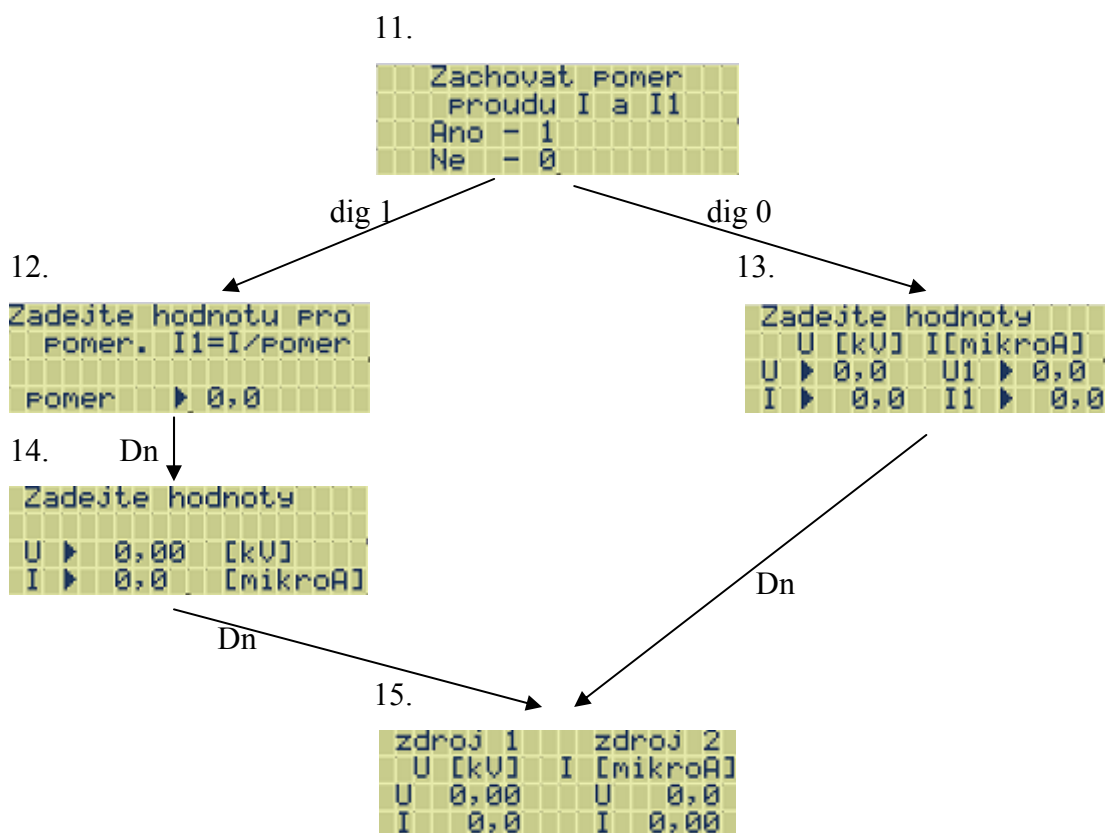 11.
Zachovat pomer
proudu I a I1
Ano - 1
Ne - 0
dig 1
dig 0
12.
Zadejte hodnotu pro
pomer. I1=I/pomer
pomer ▶ 0,0
13.
Zadejte hodnoty
U [kV] I[mikroA]
U ▶ 0,0 U1 ▶ 0,0
I ▶ 0,0 I1 ▶ 0,0
Dn
14.
Zadejte hodnoty
U ▶ 0,00 [kV]
I ▶ 0,0 [mikroA]
Dn
Dn
15.
zdroj 1 zdroj 2
U [kV] I [mikroA]
U 0,00 U 0,0
I 0,0 I 0,00